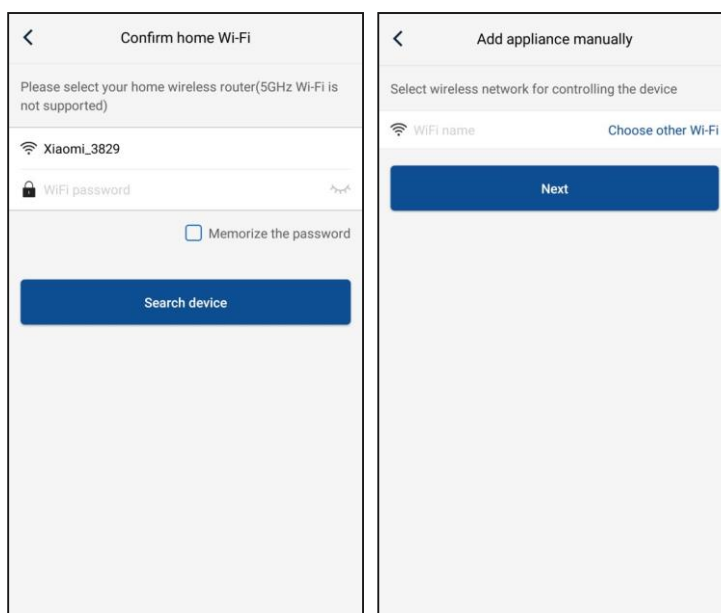 Confirm home Wi-Fi
Please select your home wireless router(5GHz Wi-Fi is
not supported)
Xiaomi_3829
WiFi password
Memorize the password
Search device
Add appliance manually
Select wireless network for controlling the device
WiFi name
Choose other Wi-Fi
Next